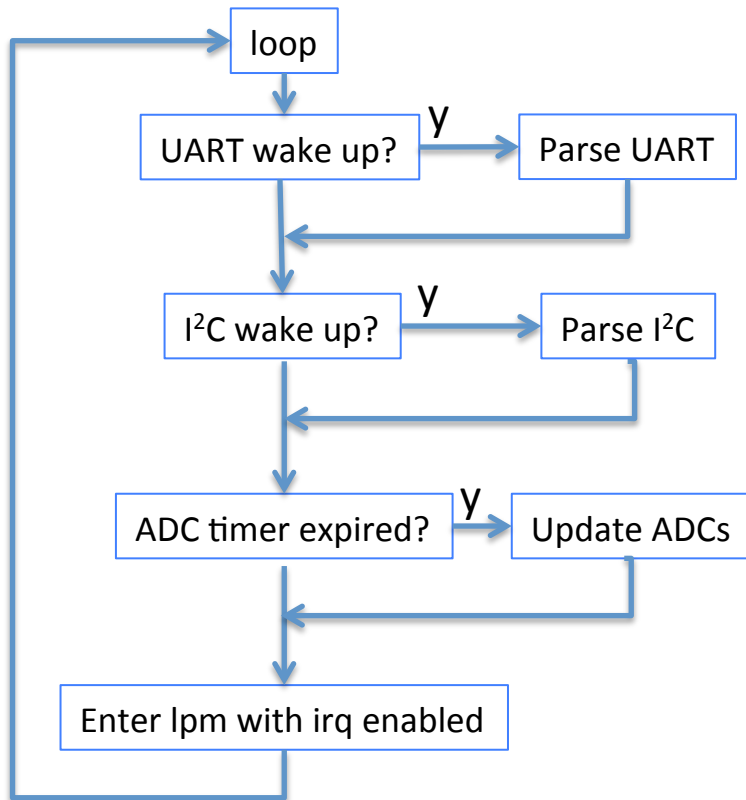 loop
y
UART wake up?
Parse UART
y
I²C wake up?
Parse I²C
y
ADC timer expired?
Update ADCs
Enter lpm with irq enabled